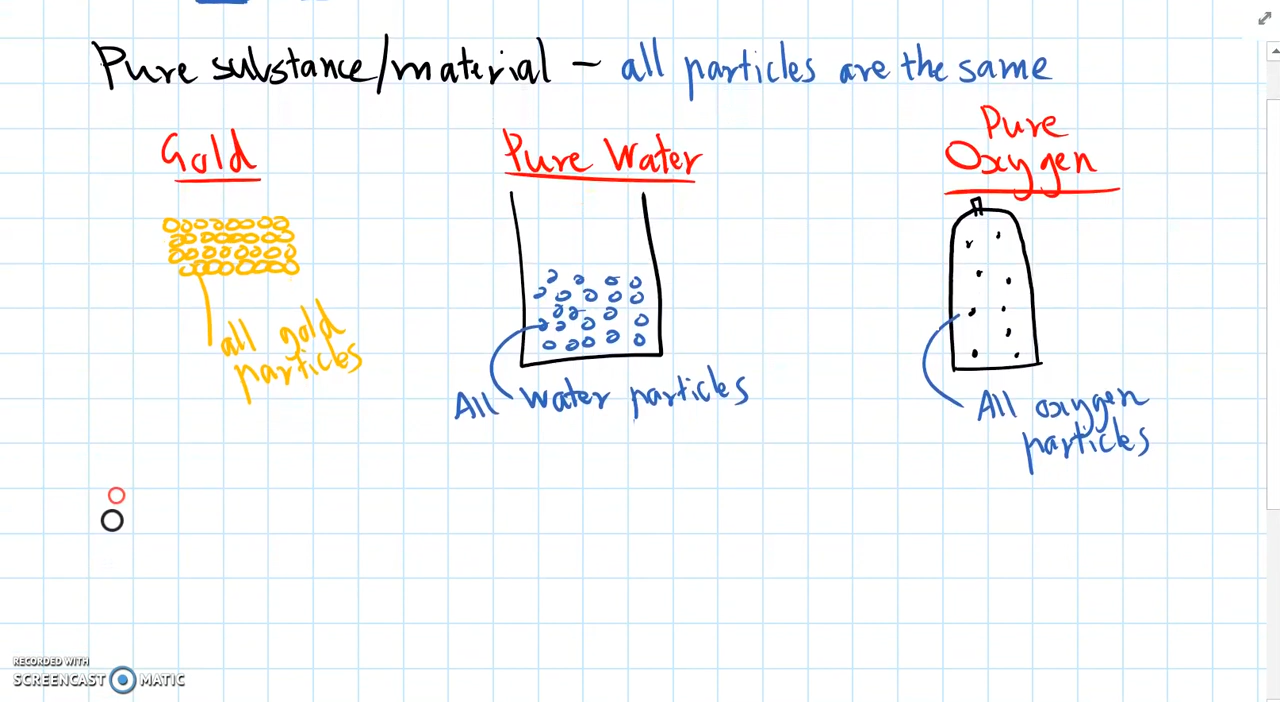 Pure substance/material – all particles are the same
Gold
Pure Water
Pure
Oxygen
all gold
particles
All water particles
All oxygen
particles
RECORDED WITH
SCREENCAST MATIC